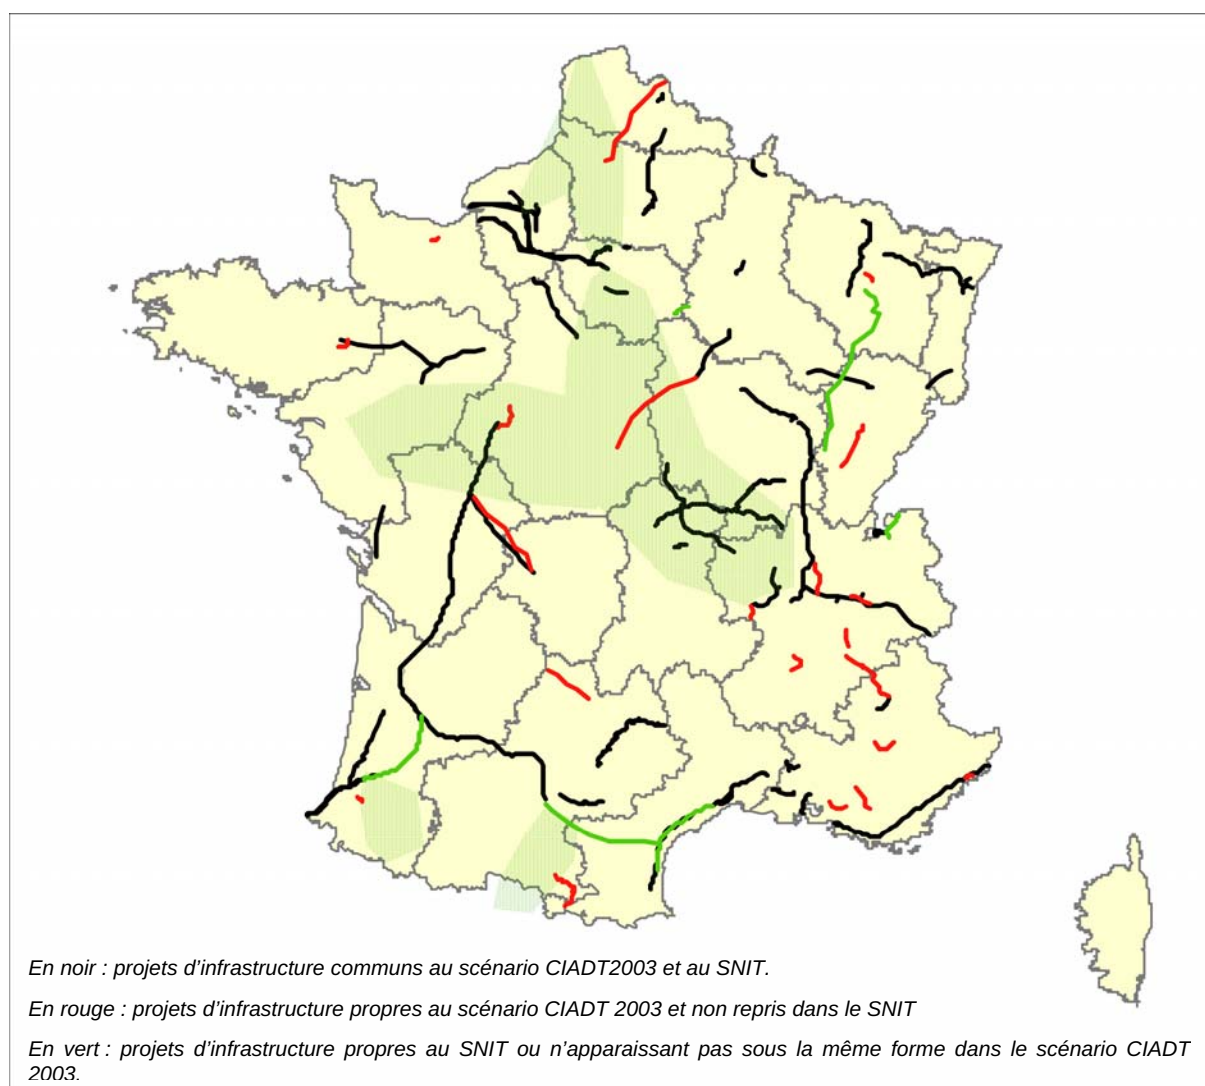 En noir : projets d’infrastructure communs au scénario CIADT2003 et au SNIT.
En rouge : projets d’infrastructure propres au scénario CIADT 2003 et non repris dans le SNIT
En vert : projets d’infrastructure propres au SNIT ou n’apparaissant pas sous la même forme dans le scénario CIADT
2003.